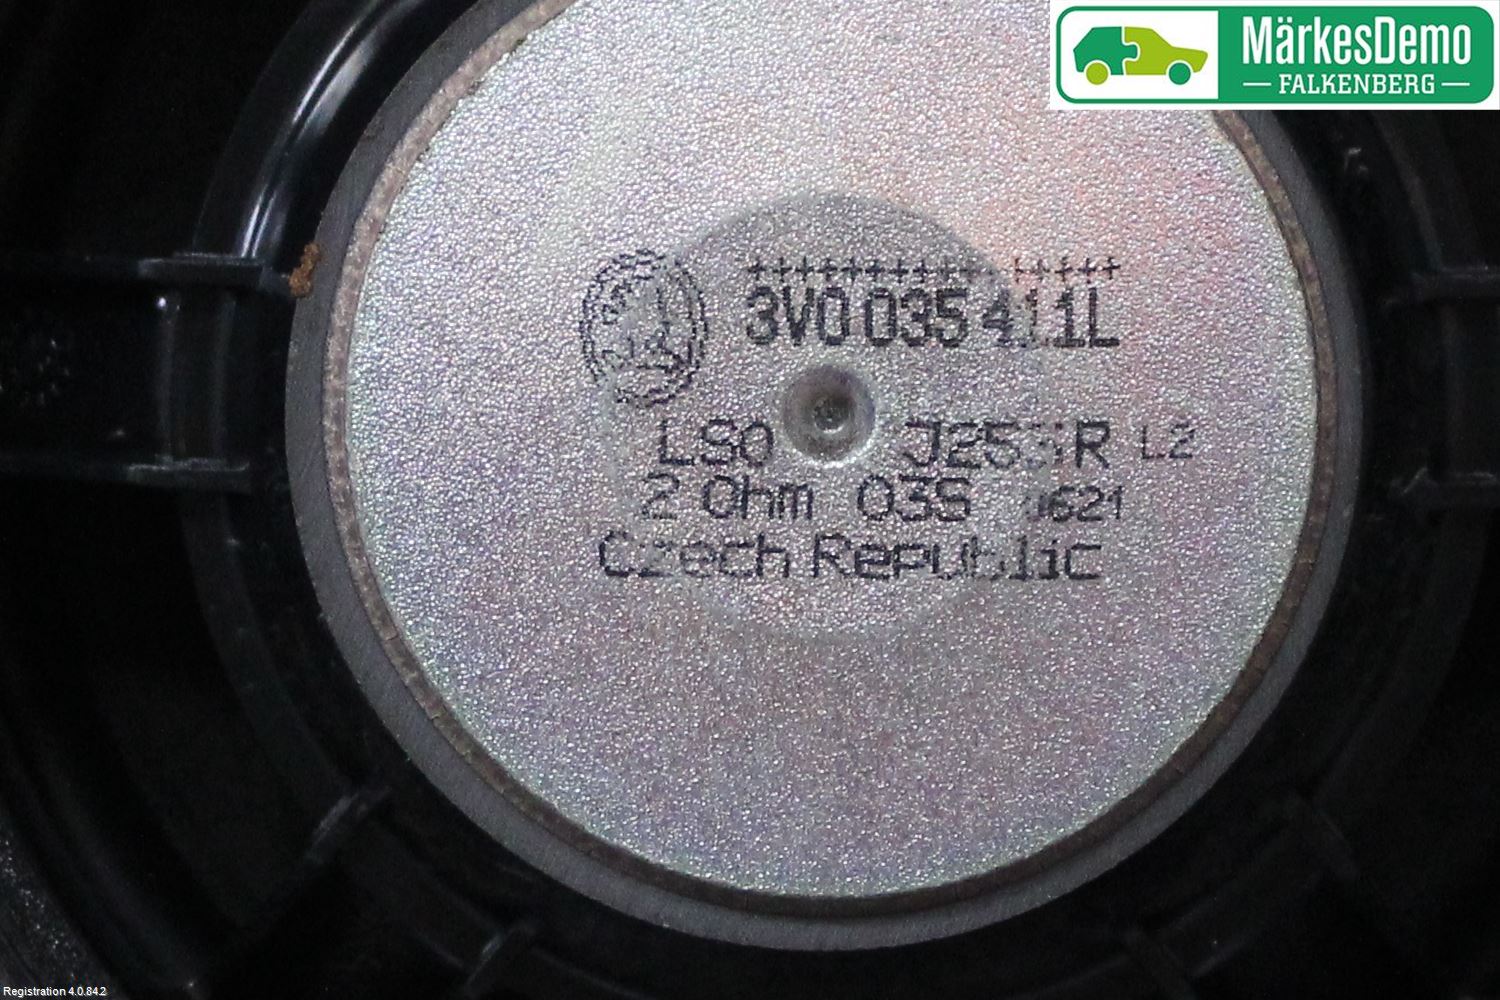 MärkesDemo
FALKENBERG
+++++++++++ +++++
3V0 035 411L
LS0 L2
2 Ohm 03S
Czech Republic
Registration 4.0.84.2